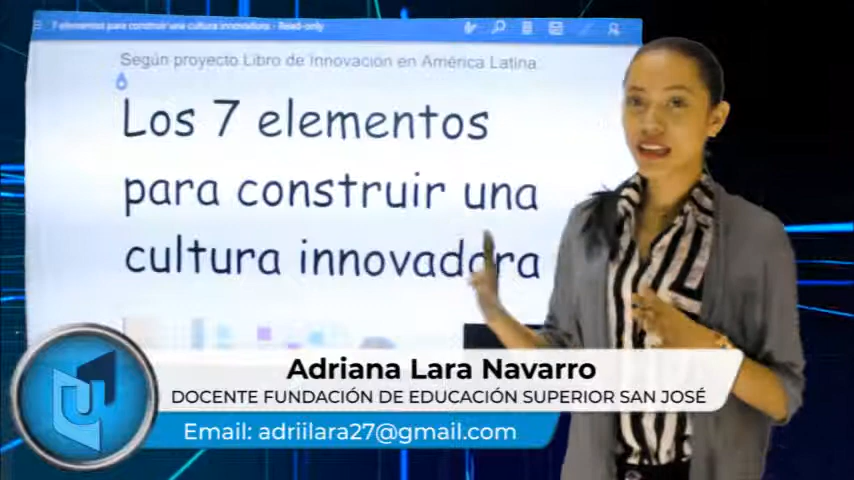 7 elementos para construir una cultura innovadora - Read-only
Según proyecto Libro de Innovación en América Latina
Los 7 elementos
para construir una
cultura innovadora
Adriana Lara Navarro
DOCENTE FUNDACIÓN DE EDUCACIÓN SUPERIOR SAN JOSÉ
Email: adriilara27@gmail.com